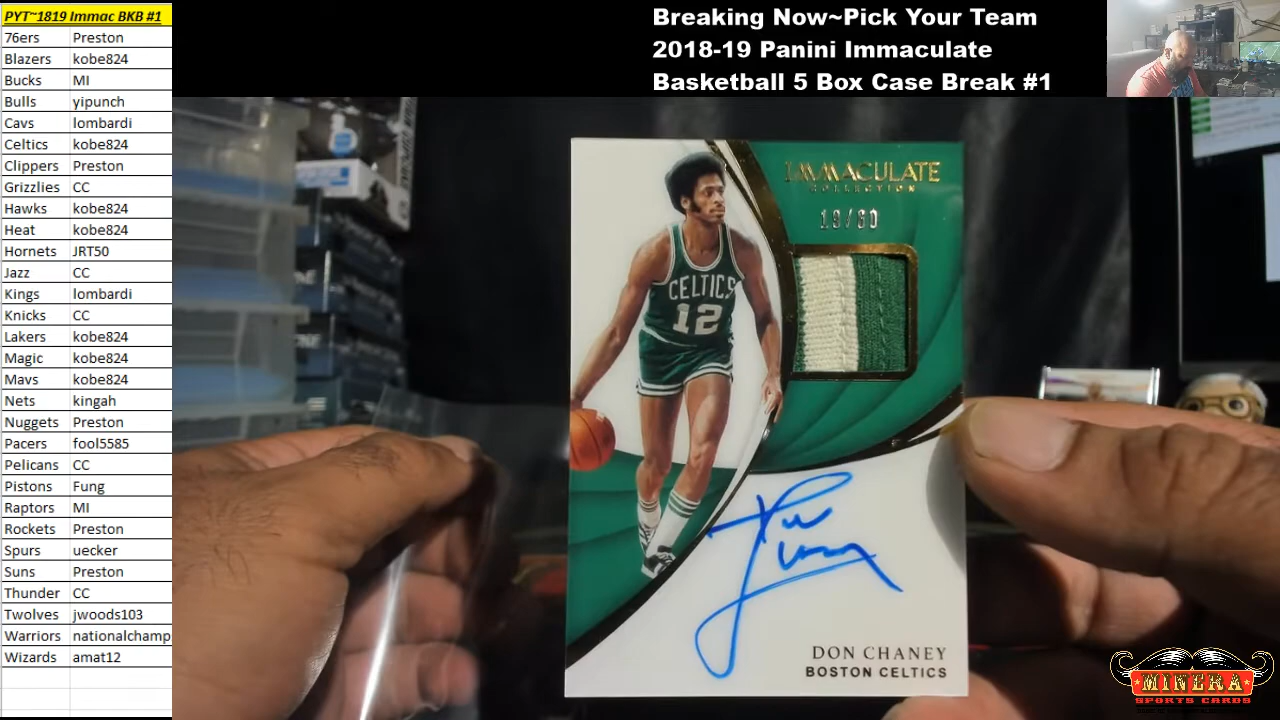 PYT~1819 Immac BKB #1
76ers Preston
Blazers kobe824
Bucks MI
Bulls yipunch
Cavs lombardi
Celtics kobe824
Clippers Preston
Grizzlies CC
Hawks kobe824
Heat kobe824
Hornets JRT50
Jazz CC
Kings lombardi
Knicks CC
Lakers kobe824
Magic kobe824
Mavs kobe824
Nets kingah
Nuggets Preston
Pacers fool5585
Pelicans CC
Pistons Fung
Raptors MI
Rockets Preston
Spurs uecker
Suns Preston
Thunder CC
Twolves jwoods103
Warriors nationalchamp
Wizards amat12
Breaking Now~Pick Your Team
2018-19 Panini Immaculate
Basketball 5 Box Case Break #1
IMMACULATE
COLLECTION
CELTICS
12
DON CHANEY
BOSTON CELTICS
MINERA
SPORTS CARDS